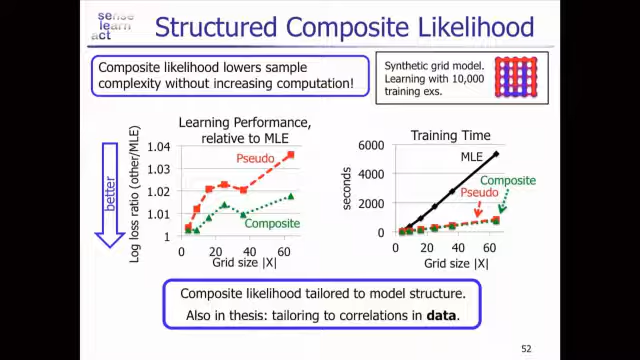 sense
learn
act
Structured Composite Likelihood
Composite likelihood lowers sample
complexity without increasing computation!
Synthetic grid model.
Learning with 10,000
training exs.
better
Learning Performance,
relative to MLE
Log loss ratio (other/MLE)
1.04
1.03
1.02
1.01
1
Pseudo
Composite
0 20 40 60
Grid size |X|
Training Time
seconds
6000
4000
2000
0
MLE
Composite
Pseudo
0 20 40 60
Grid size |X|
Composite likelihood tailored to model structure.
Also in thesis: tailoring to correlations in data.
52